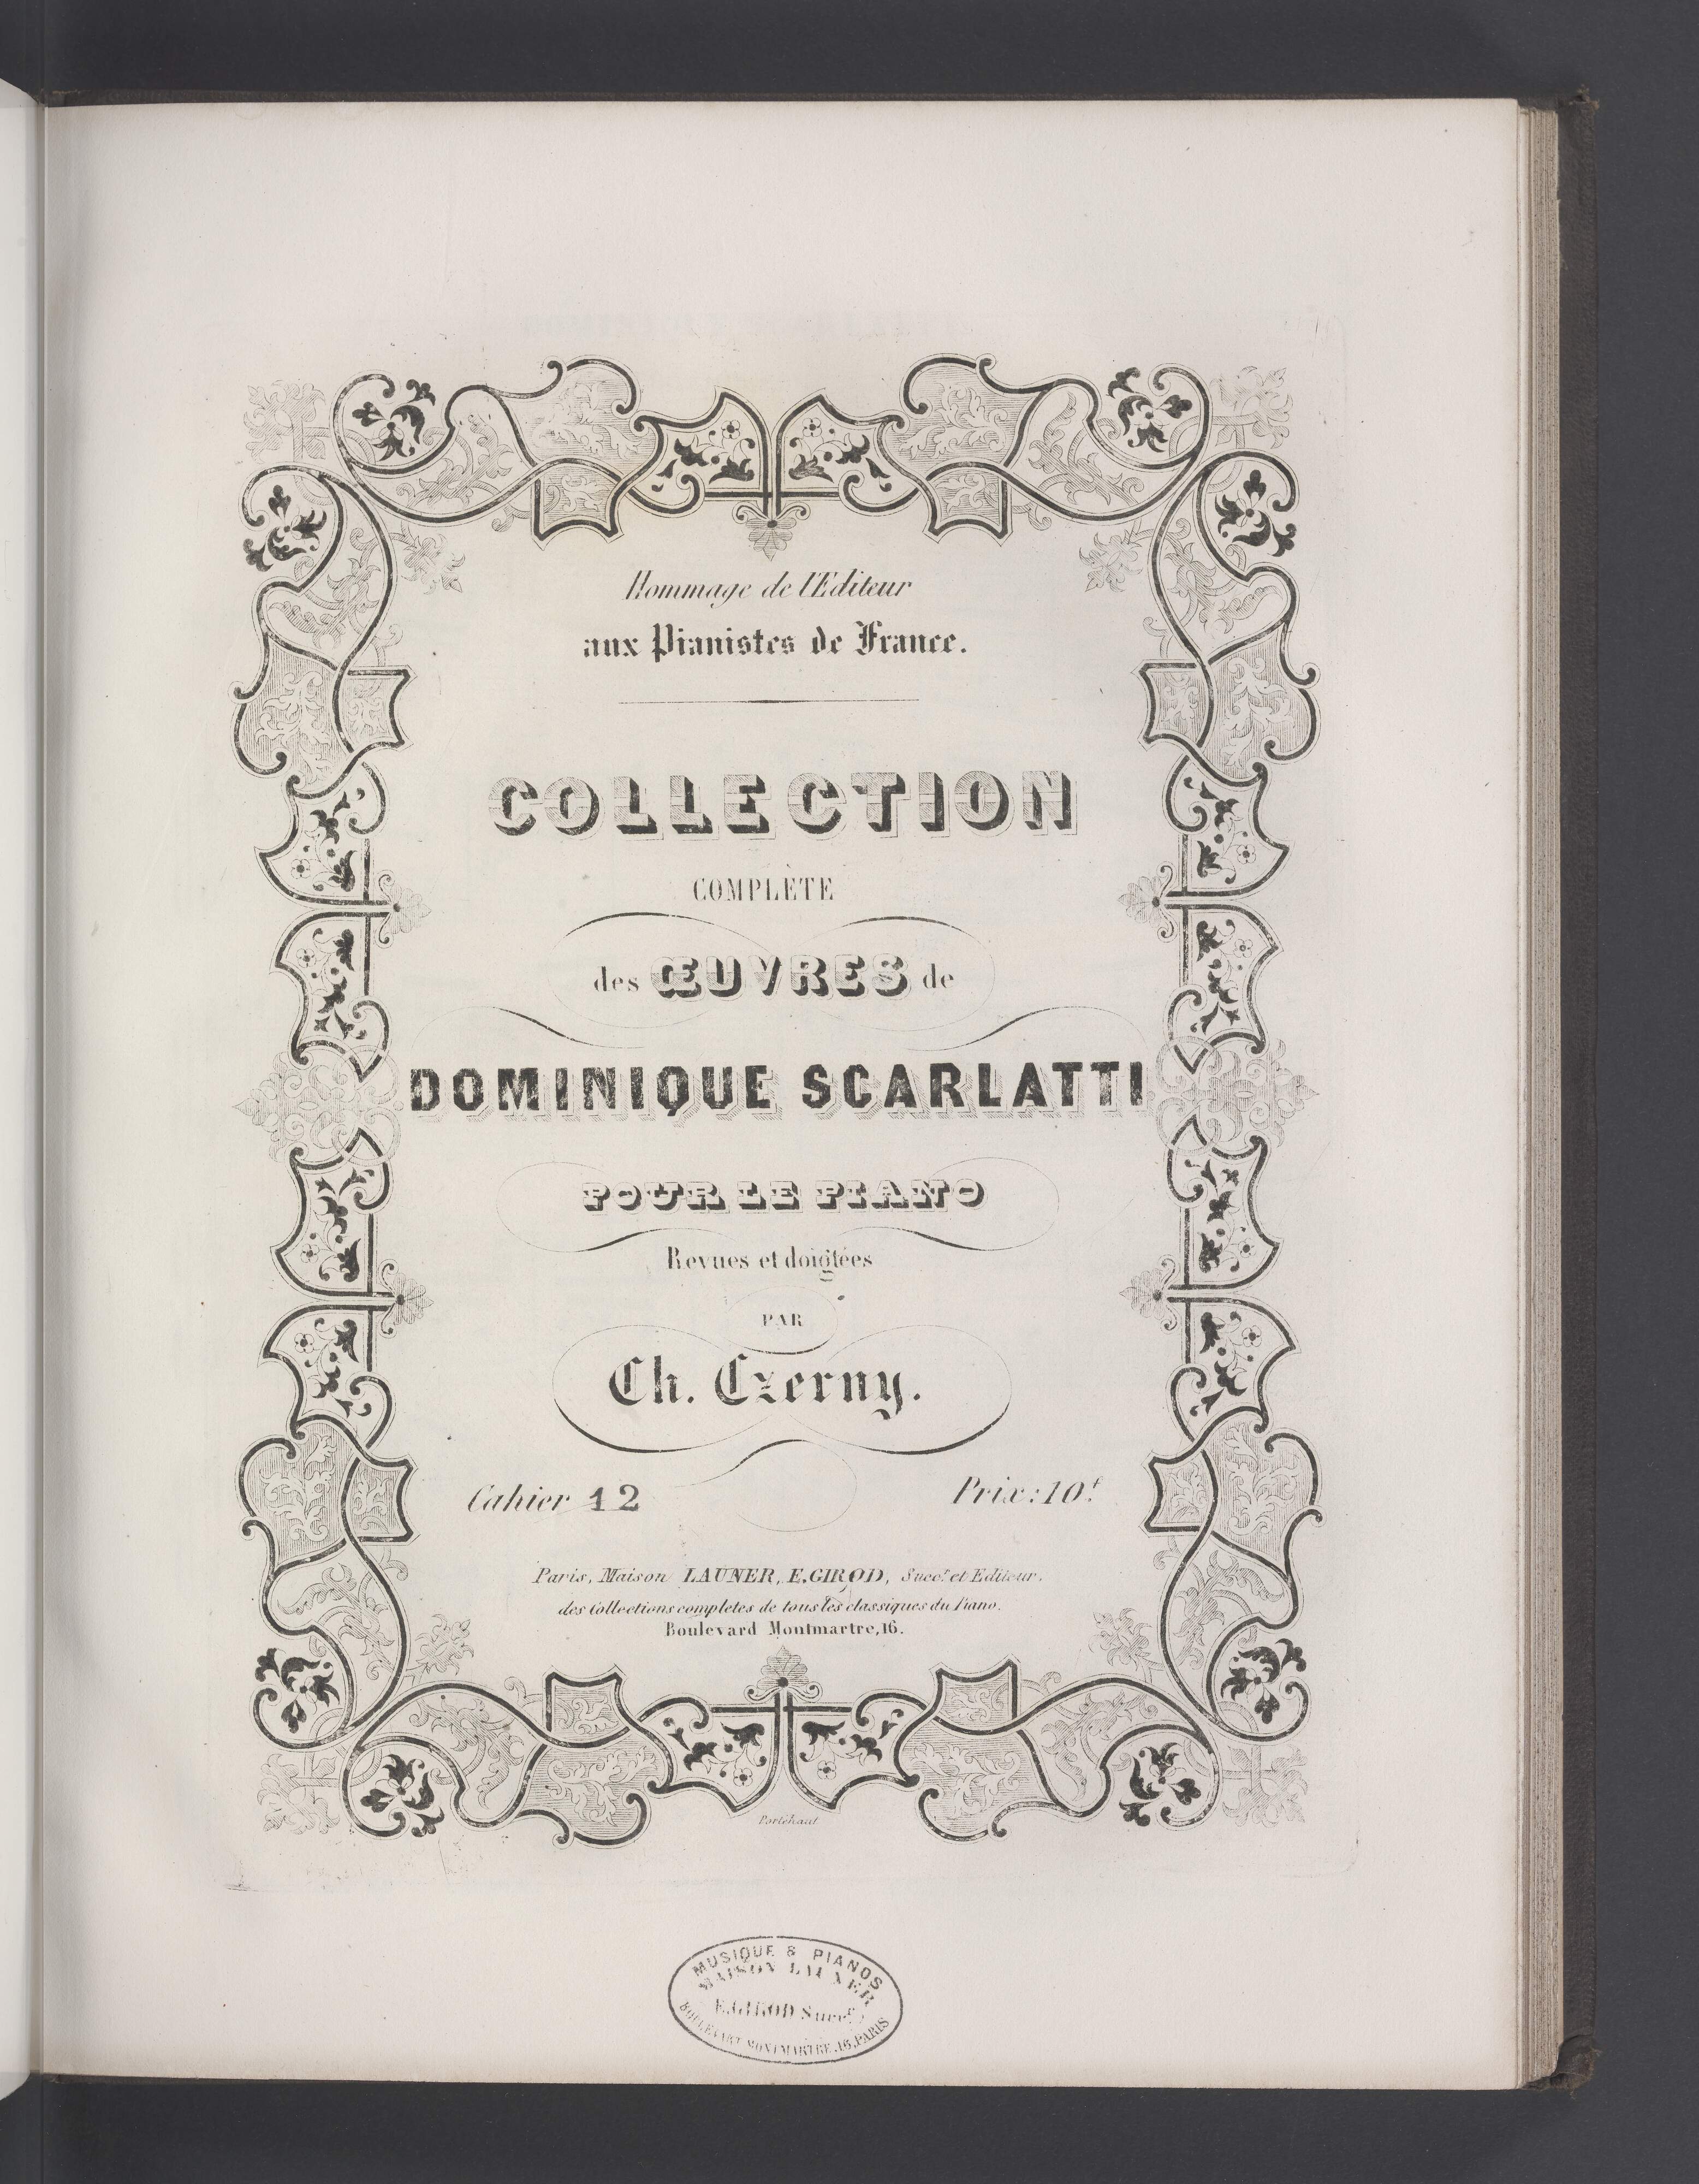 Hommage de l'Editeur
aux Pianistes de France.
COLLECTION
COMPLÈTE
des ŒUVRES de
DOMINIQUE SCARLATTI
POUR LE PIANO
Revues et doigtées
PAR
Ch. Czerny.
Cahier 12
Prix: 10f
Paris, Maison LAUNER, E. GIROD, Succr et Editeur.
des Collections completes de tous les classiques du Piano.
Boulevard Montmartre, 16.
Portéhaut
MUSIQUE & PIANOS
MAISON LAUNER
E. GIROD Succr
BOULEVART MONTMARTRE. 16. PARIS